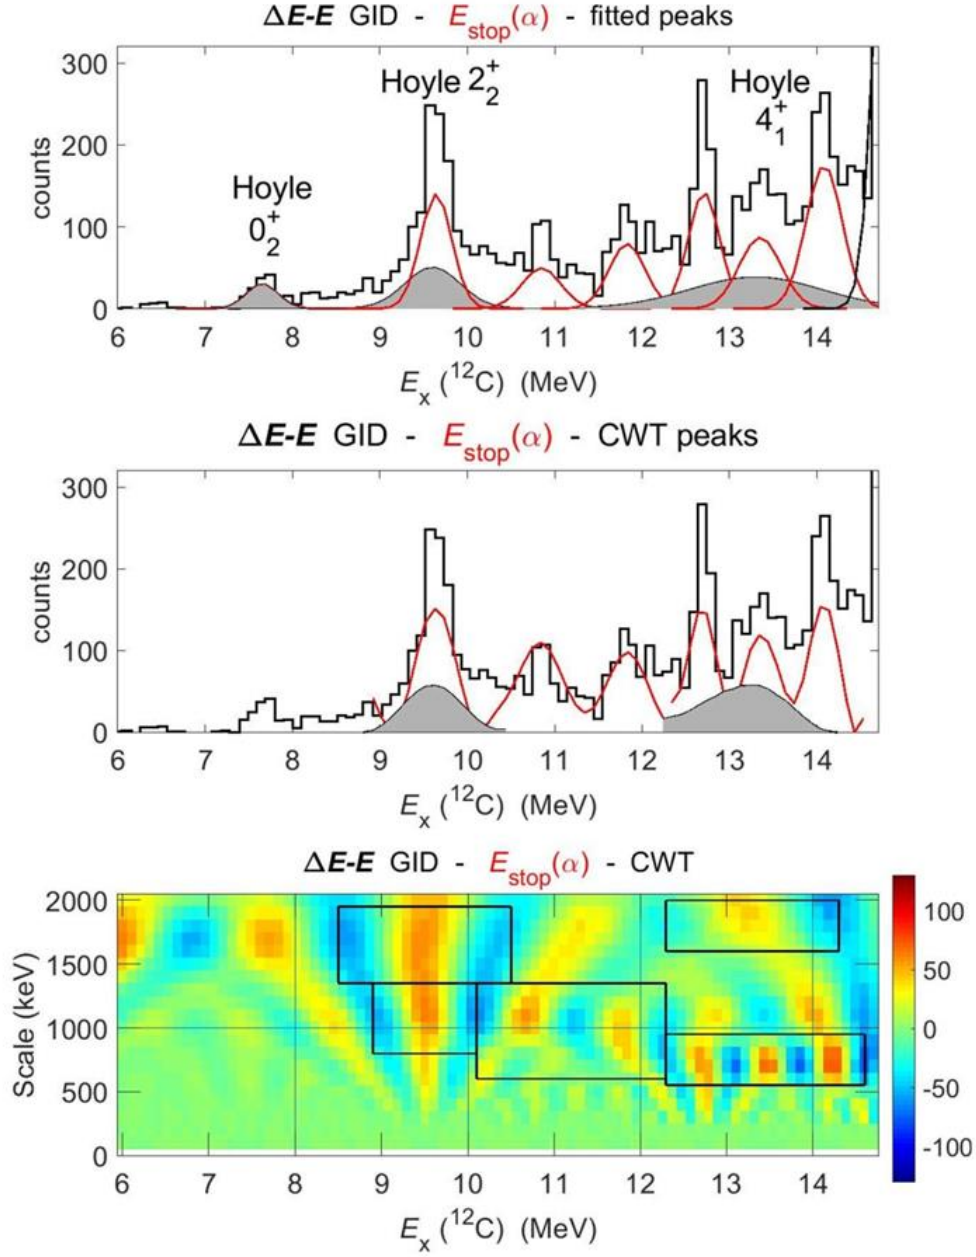 ΔE-E GID - E_stop(α) - fitted peaks
300
200
100
0
counts
Hoyle 0₂⁺
Hoyle 2₂⁺
Hoyle 4₁⁺
6 7 8 9 10 11 12 13 14
E_x (¹²C) (MeV)
ΔE-E GID - E_stop(α) - CWT peaks
300
200
100
0
counts
6 7 8 9 10 11 12 13 14
E_x (¹²C) (MeV)
ΔE-E GID - E_stop(α) - CWT
2000
1500
1000
500
0
Scale (keV)
6 7 8 9 10 11 12 13 14
E_x (¹²C) (MeV)
100
50
0
-50
-100